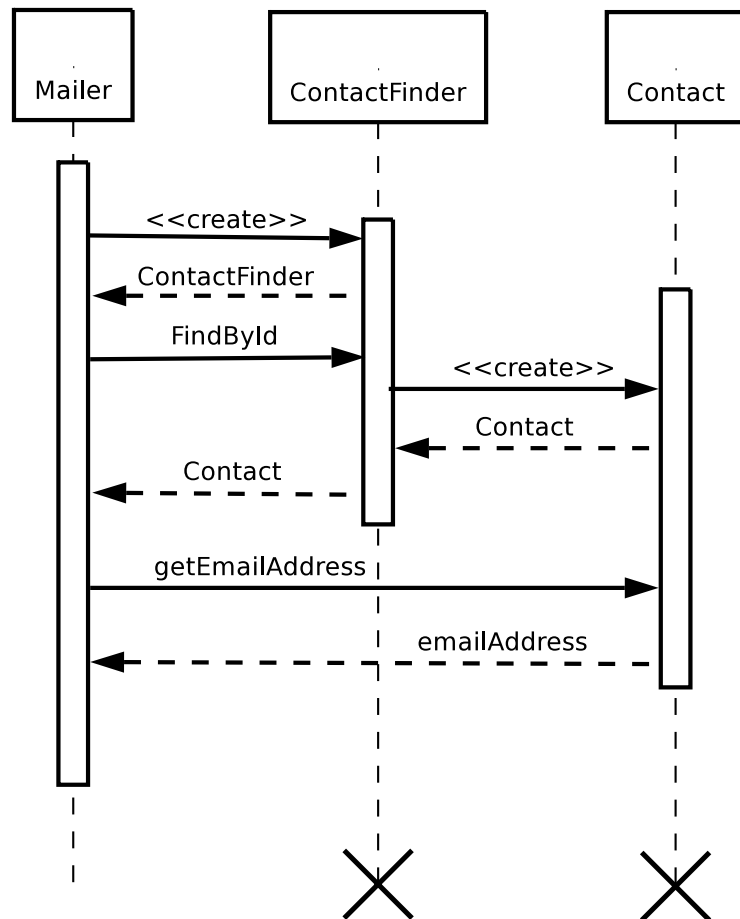 Mailer
ContactFinder
Contact
<<create>>
ContactFinder
FindById
<<create>>
Contact
Contact
getEmailAddress
emailAddress